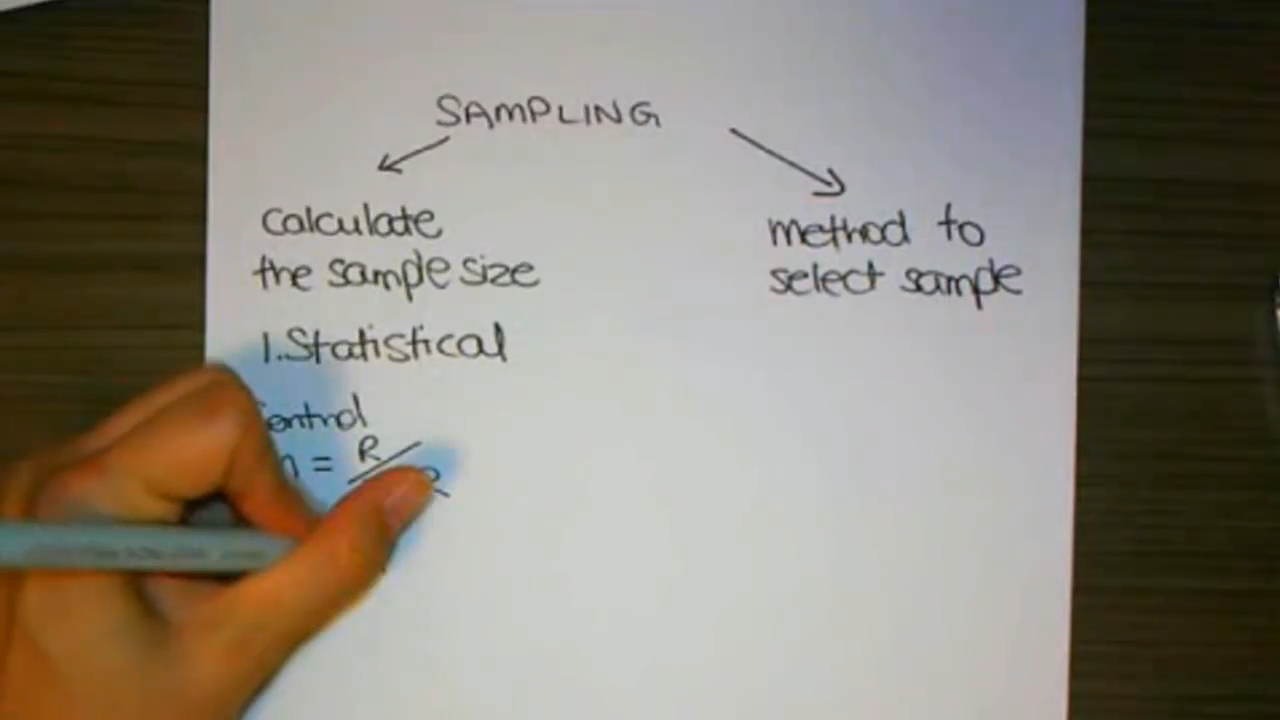 SAMPLING
Calculate
the sample size
1. Statistical
n = R/
method to
select sample